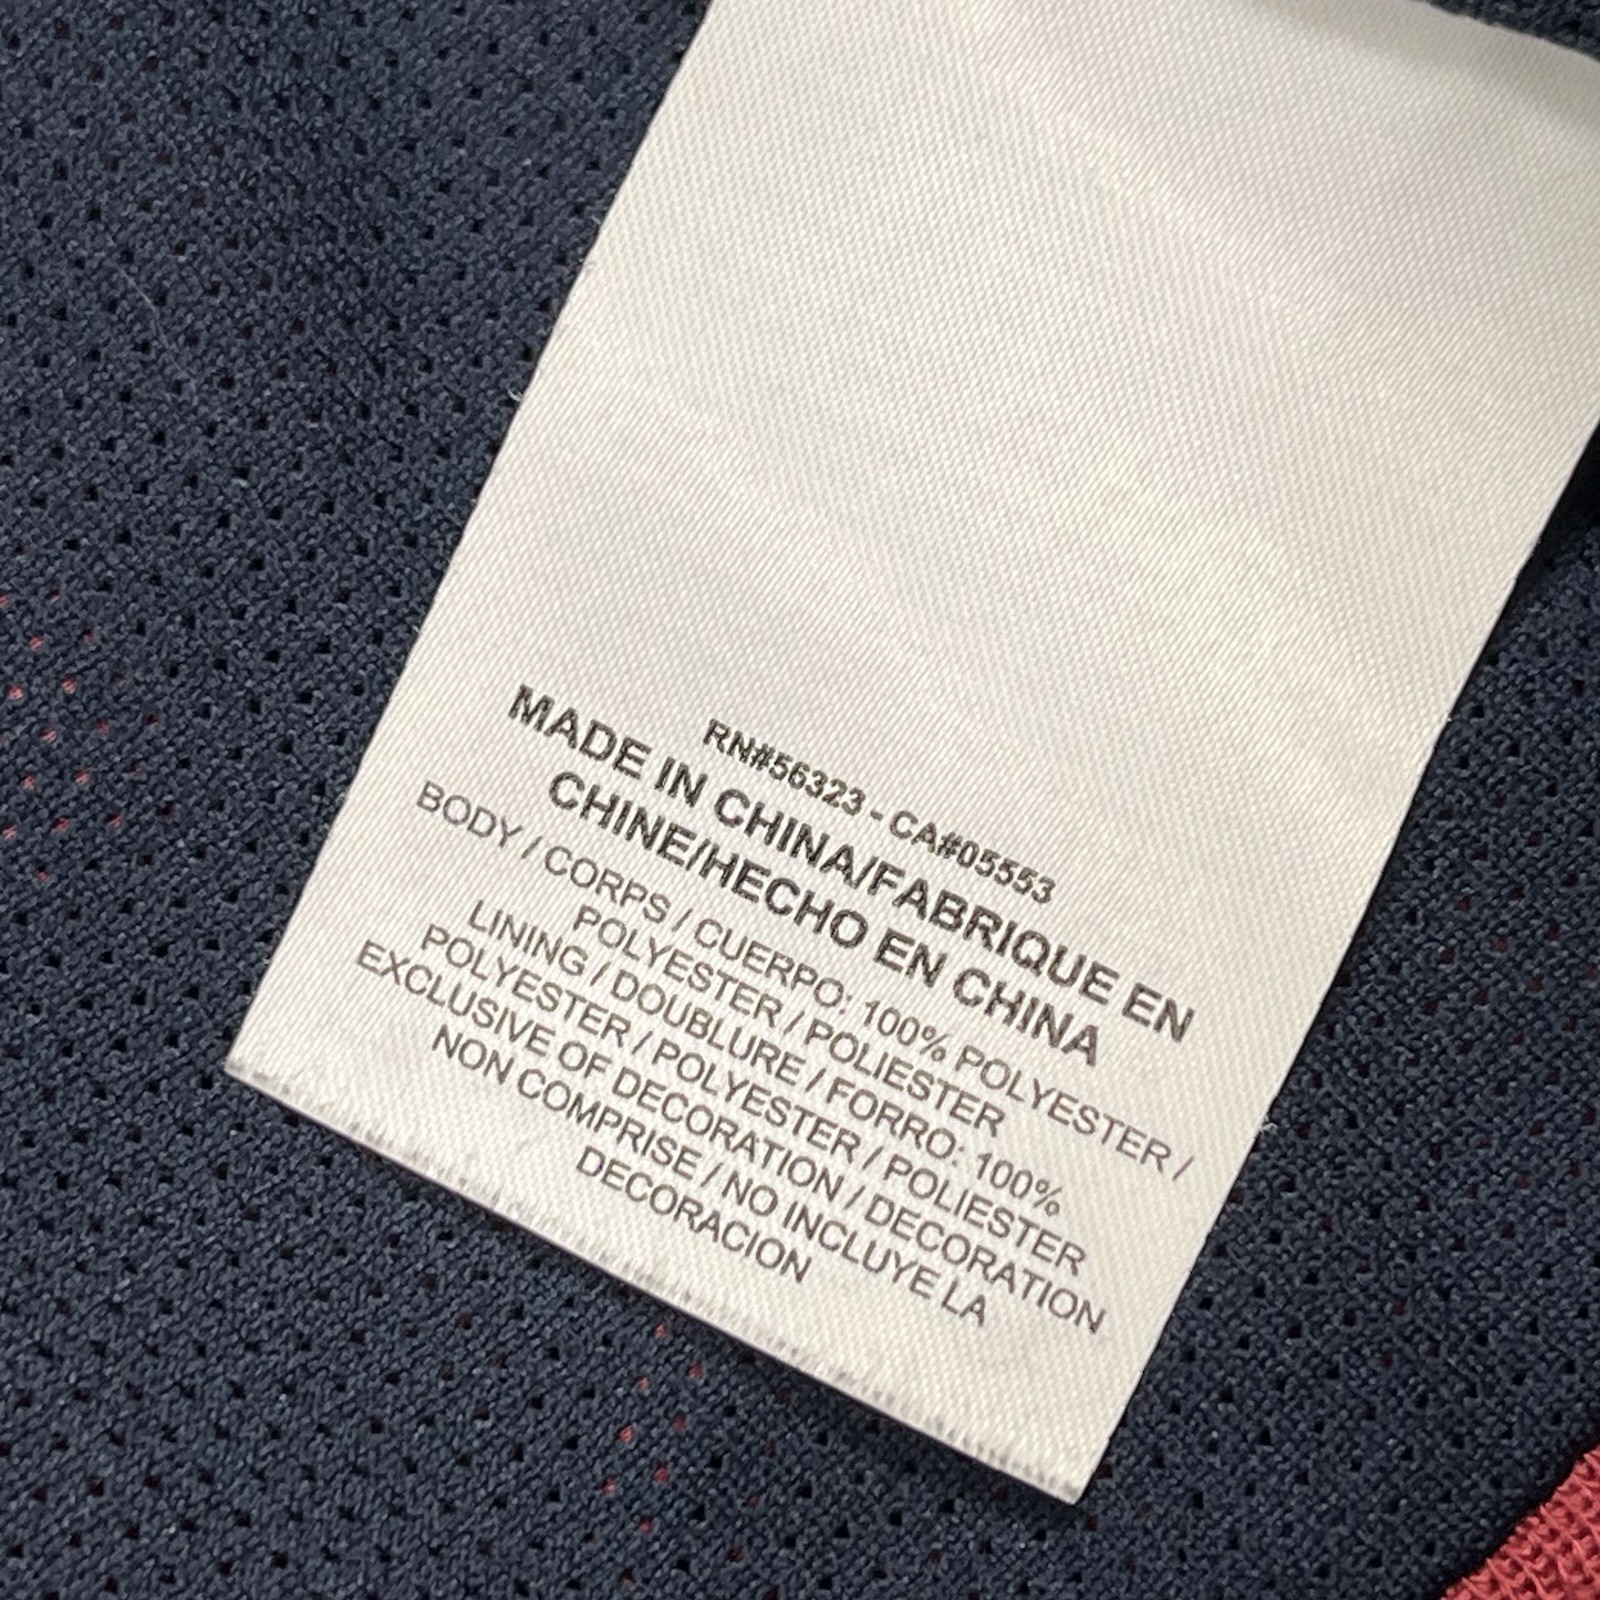 RN#56323 - CA#05553
MADE IN CHINA/FABRIQUE EN
CHINE/HECHO EN CHINA
BODY / CORPS / CUERPO: 100% POLYESTER /
POLYESTER / POLIESTER
LINING / DOUBLURE / FORRO: 100%
POLYESTER / POLYESTER / POLIESTER
EXCLUSIVE OF DECORATION / DECORATION
NON COMPRISE / NO INCLUYE LA
DECORACION